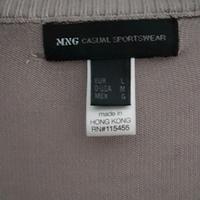 MNG CASUAL SPORTSWEAR
EUR L
USA M
MEX G
made in
HONG KONG
RN#115455